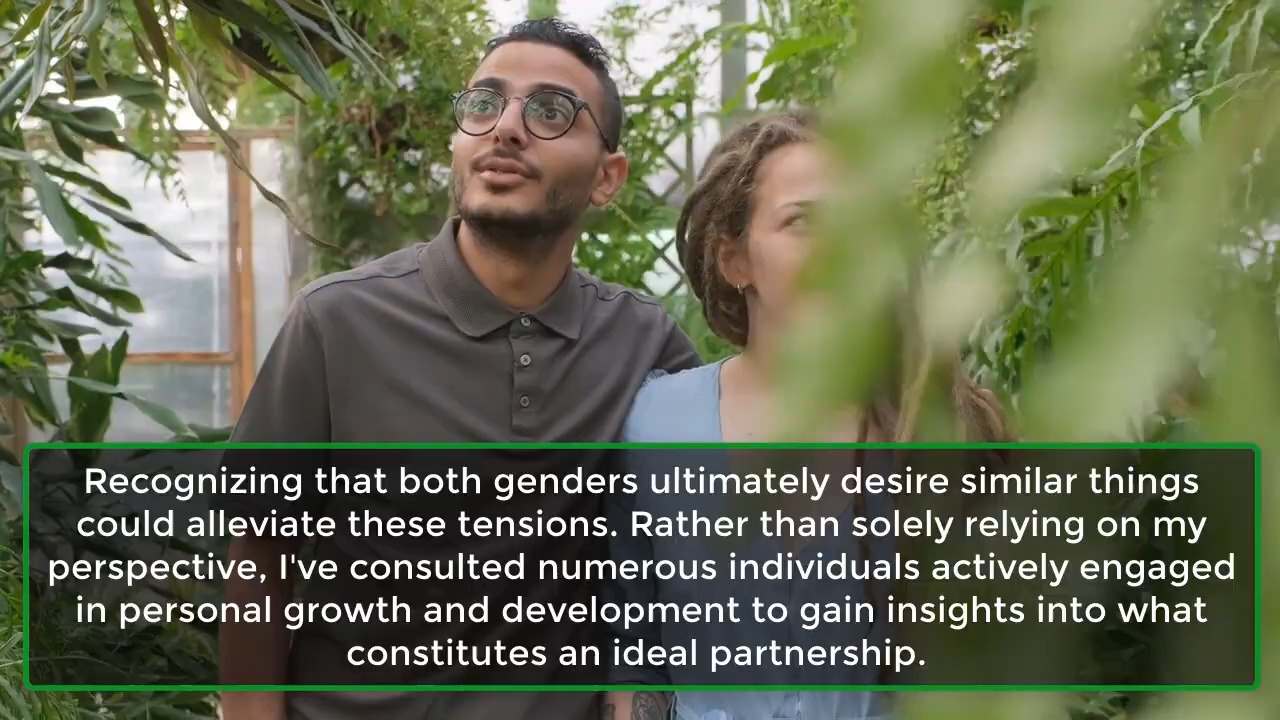 Recognizing that both genders ultimately desire similar things
could alleviate these tensions. Rather than solely relying on my
perspective, I've consulted numerous individuals actively engaged
in personal growth and development to gain insights into what
constitutes an ideal partnership.